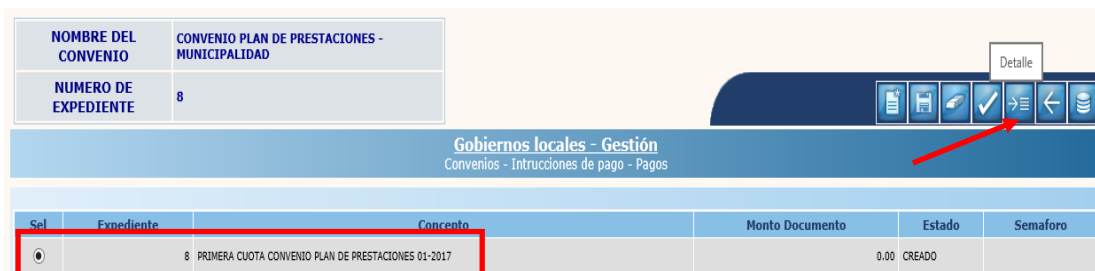 NOMBRE DEL CONVENIO
CONVENIO PLAN DE PRESTACIONES - MUNICIPALIDAD
NUMERO DE EXPEDIENTE
8
Detalle
Gobiernos locales - Gestión
Convenios - Intrucciones de pago - Pagos
Sel Expediente Concepto Monto Documento Estado Semaforo
8 PRIMERA CUOTA CONVENIO PLAN DE PRESTACIONES 01-2017 0.00 CREADO